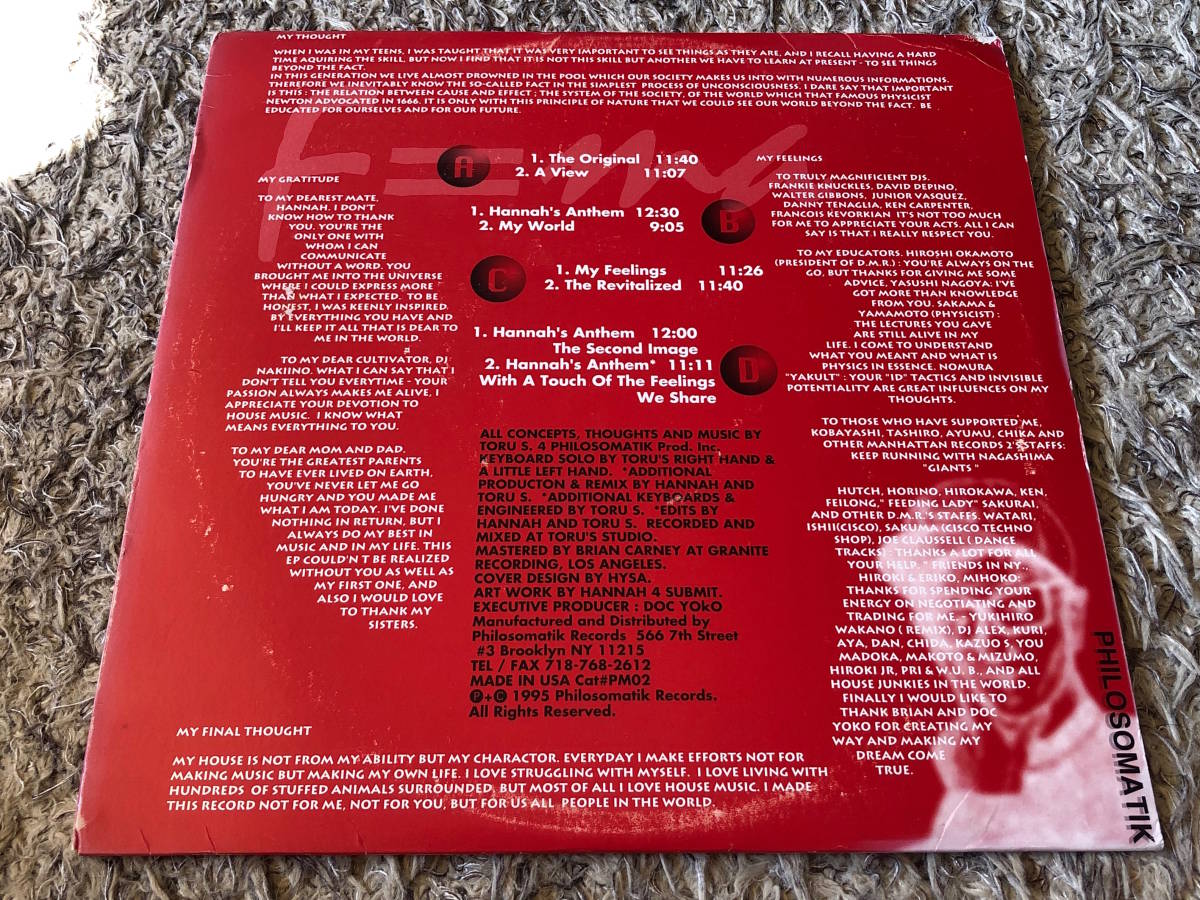 MY THOUGHT
WHEN I WAS IN MY TEENS, I WAS TAUGHT THAT IT WAS VERY IMPORTANT TO SEE THINGS AS THEY ARE, AND I RECALL HAVING A HARD
TIME AQUIRING THE SKILL, BUT NOW I FIND THAT IT IS NOT THIS SKILL BUT ANOTHER WE HAVE TO LEARN AT PRESENT - TO SEE THINGS
BEYOND THE FACT.
IN THIS GENERATION WE LIVE ALMOST DROWNED IN THE POOL WHICH OUR SOCIETY MAKES US INTO WITH NUMEROUS INFORMATIONS.
THEREFORE WE INEVITABLY KNOW THE SO-CALLED FACT IN THE SIMPLEST PROCESS OF UNCONSCIOUSNESS. I DARE SAY THAT IMPORTANT
IS THIS : THE RELATION BETWEEN CAUSE AND EFFECT ; THE SYSTEM OF THE SOCIETY, OF THE WORLD WHICH THAT FAMOUS PHYSICIST
NEWTON ADVOCATED IN 1666. IT IS ONLY WITH THIS PRINCIPLE OF NATURE THAT WE COULD SEE OUR WORLD BEYOND THE FACT. BE
EDUCATED FOR OURSELVES AND FOR OUR FUTURE.
F=ma
A
1. The Original 11:40
2. A View 11:07
B
1. Hannah's Anthem 12:30
2. My World 9:05
C
1. My Feelings 11:26
2. The Revitalized 11:40
D
1. Hannah's Anthem 12:00
The Second Image
2. Hannah's Anthem* 11:11
With A Touch Of The Feelings
We Share
MY GRATITUDE
TO MY DEAREST MATE,
HANNAH. I DON'T
KNOW HOW TO THANK
YOU. YOU'RE THE
ONLY ONE WITH
WHOM I CAN
COMMUNICATE
WITHOUT A WORD. YOU
BROUGHT ME INTO THE UNIVERSE
WHERE I COULD EXPRESS MORE
THAN WHAT I EXPECTED. TO BE
HONEST, I WAS KEENLY INSPIRED.
BY EVERYTHING YOU HAVE AND
I'LL KEEP IT ALL THAT IS DEAR TO
ME IN THE WORLD.
TO MY DEAR CULTIVATOR, DJ
NAKIINO. WHAT CAN I SAY THAT I
DON'T TELL YOU EVERYTIME - YOUR
PASSION ALWAYS MAKES ME ALIVE, I
APPRECIATE YOUR DEVOTION TO
HOUSE MUSIC. I KNOW WHAT
MEANS EVERYTHING TO YOU.
TO MY DEAR MOM AND DAD.
YOU'RE THE GREATEST PARENTS
TO HAVE EVER LIVED ON EARTH,
YOU'VE NEVER LET ME GO
HUNGRY AND YOU MADE ME
WHAT I AM TODAY. I'VE DONE
NOTHING IN RETURN, BUT I
ALWAYS DO MY BEST IN
MUSIC AND IN MY LIFE. THIS
EP COULDN'T BE REALIZED
WITHOUT YOU AS WELL AS
MY FIRST ONE, AND
ALSO I WOULD LOVE
TO THANK MY
SISTERS.
ALL CONCEPTS, THOUGHTS AND MUSIC BY
TORU S. 4 PHILOSOMATIK Prod. Inc.
KEYBOARD SOLO BY TORU'S RIGHT HAND &
A LITTLE LEFT HAND. *ADDITIONAL
PRODUCTON & REMIX BY HANNAH AND
TORU S. *ADDITIONAL KEYBOARDS &
ENGINEERED BY TORU S. *EDITS BY
HANNAH AND TORU S. RECORDED AND
MIXED AT TORU'S STUDIO.
MASTERED BY BRIAN CARNEY AT GRANITE
RECORDING, LOS ANGELES.
COVER DESIGN BY HYSA.
ART WORK BY HANNAH 4 SUBMIT.
EXECUTIVE PRODUCER : DOC YOkO
Manufactured and Distributed by
Philosomatik Records 566 7th Street
#3 Brooklyn NY 11215
TEL / FAX 718-768-2612
MADE IN USA Cat#PM02
Ⓟ+© 1995 Philosomatik Records.
All Rights Reserved.
MY FEELINGS
TO TRULY MAGNIFICIENT DJS.
FRANKIE KNUCKLES, DAVID DEPINO,
WALTER GIBBONS, JUNIOR VASQUEZ,
DANNY TENAGLIA, KEN CARPENTER,
FRANCOIS KEVORKIAN IT'S NOT TOO MUCH
FOR ME TO APPRECIATE YOUR ACTS. ALL I CAN
SAY IS THAT I REALLY RESPECT YOU.
TO MY EDUCATORS. HIROSHI OKAMOTO
(PRESIDENT OF D.M.R.) : YOU'RE ALWAYS ON THE
GO, BUT THANKS FOR GIVING ME SOME
ADVICE, YASUSHI NAGOYA: I'VE
GOT MORE THAN KNOWLEDGE
FROM YOU, SAKAMA &
YAMAMOTO (PHYSICIST) :
THE LECTURES YOU GAVE
ARE STILL ALIVE IN MY
LIFE. I COME TO UNDERSTAND
WHAT YOU MEANT AND WHAT IS
PHYSICS IN ESSENCE. NOMURA
"YAKULT" : YOUR "ID" TACTICS AND INVISIBLE
POTENTIALITY ARE GREAT INFLUENCES ON MY
THOUGHTS.
TO THOSE WHO HAVE SUPPORTED ME,
KOBAYASHI, TASHIRO, AYUMU, CHIKA AND
OTHER MANHATTAN RECORDS 2'S STAFFS:
KEEP RUNNING WITH NAGASHIMA
"GIANTS"
HUTCH, HORINO, HIROKAWA, KEN,
FEILONG," FEEDING LADY" SAKURAI,
AND OTHER D.M.R.'S STAFFS. WATARI,
ISHII(CISCO), SAKUMA (CISCO TECHNO
SHOP), JOE CLAUSSELL ( DANCE
TRACKS) : THANKS A LOT FOR ALL
YOUR HELP. " FRIENDS IN NY.,
HIROKI & ERIKO, MIHOKO:
THANKS FOR SPENDING YOUR
ENERGY ON NEGOTIATING AND
TRADING FOR ME. - YUKIHIRO
WAKANO ( REMIX), DJ ALEX, KURI,
AYA, DAN, CHIDA, KAZUO S, YOU
MADOKA, MAKOTO & MIZUMO,
HIROKI JR, PRI & W.U. B., AND ALL
HOUSE JUNKIES IN THE WORLD.
FINALLY I WOULD LIKE TO
THANK BRIAN AND DOC
YOKO FOR CREATING MY
WAY AND MAKING MY
DREAM COME
TRUE.
PHILOSOMATIK
MY FINAL THOUGHT
MY HOUSE IS NOT FROM MY ABILITY BUT MY CHARACTOR. EVERYDAY I MAKE EFFORTS NOT FOR
MAKING MUSIC BUT MAKING MY OWN LIFE. I LOVE STRUGGLING WITH MYSELF. I LOVE LIVING WITH
HUNDREDS OF STUFFED ANIMALS SURROUNDED, BUT MOST OF ALL I LOVE HOUSE MUSIC. I MADE
THIS RECORD NOT FOR ME, NOT FOR YOU, BUT FOR US ALL PEOPLE IN THE WORLD.